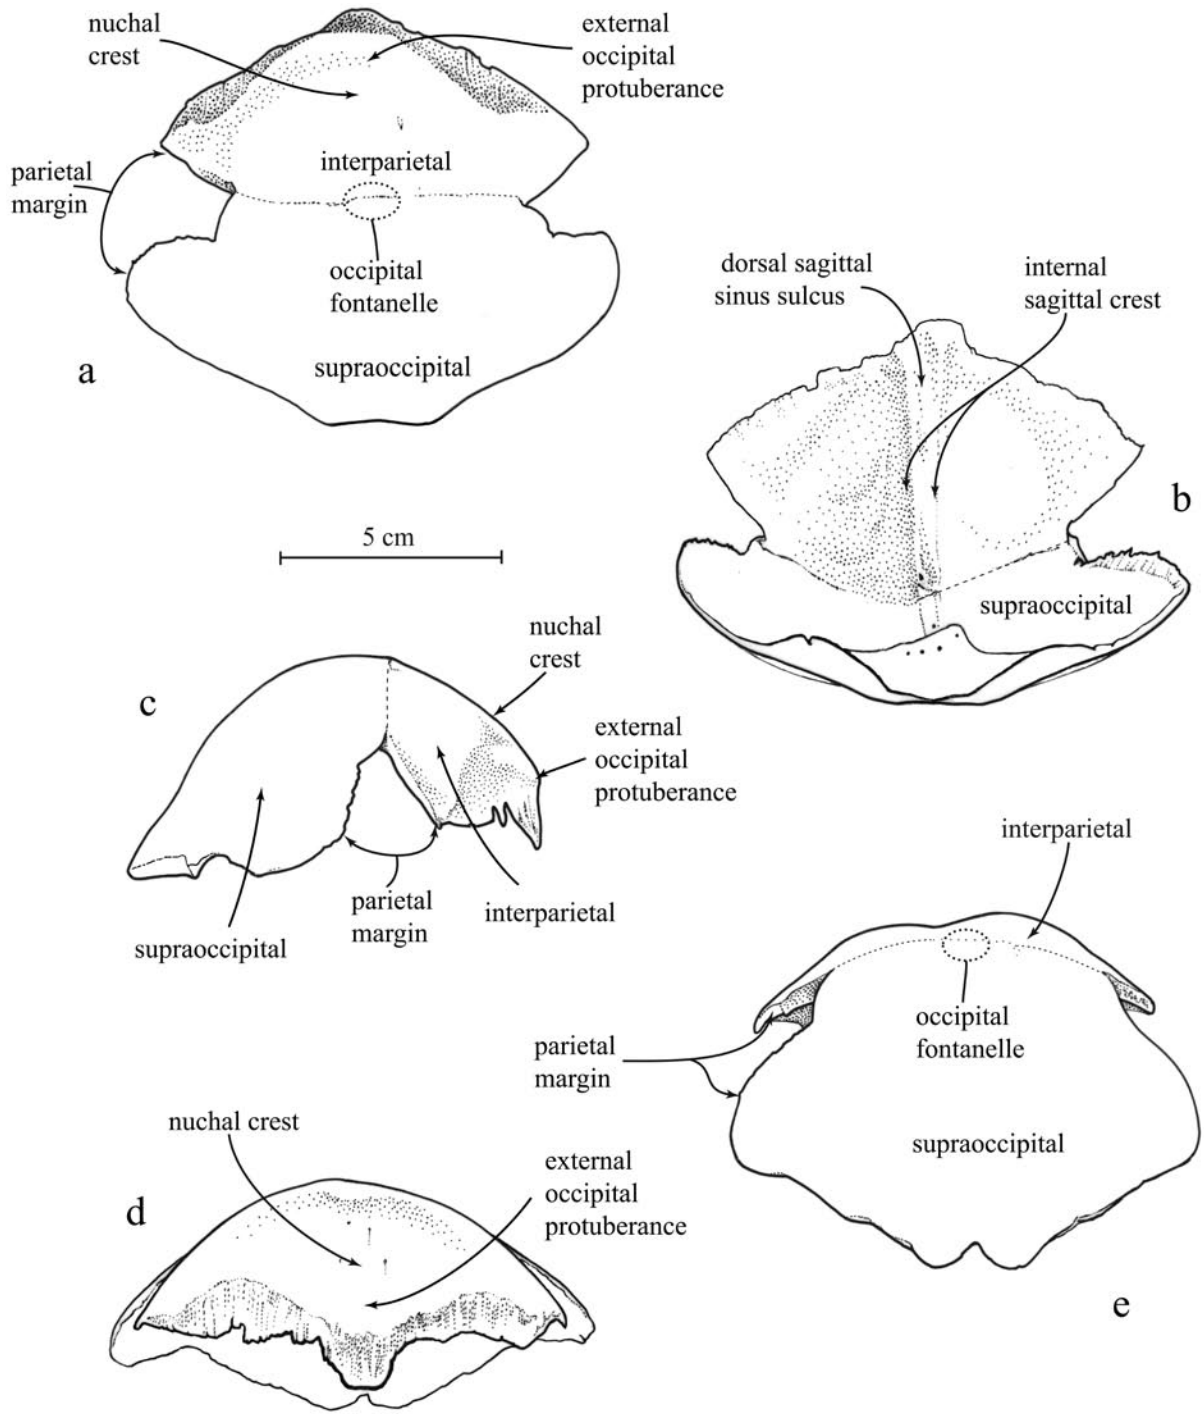 nuchal
crest
external
occipital
protuberance
parietal
margin
interparietal
occipital
fontanelle
supraoccipital
a
dorsal sagittal
sinus sulcus
internal
sagittal crest
supraoccipital
b
5 cm
c
nuchal
crest
external
occipital
protuberance
parietal
margin
interparietal
supraoccipital
interparietal
occipital
fontanelle
parietal
margin
supraoccipital
e
nuchal crest
external
occipital
protuberance
d